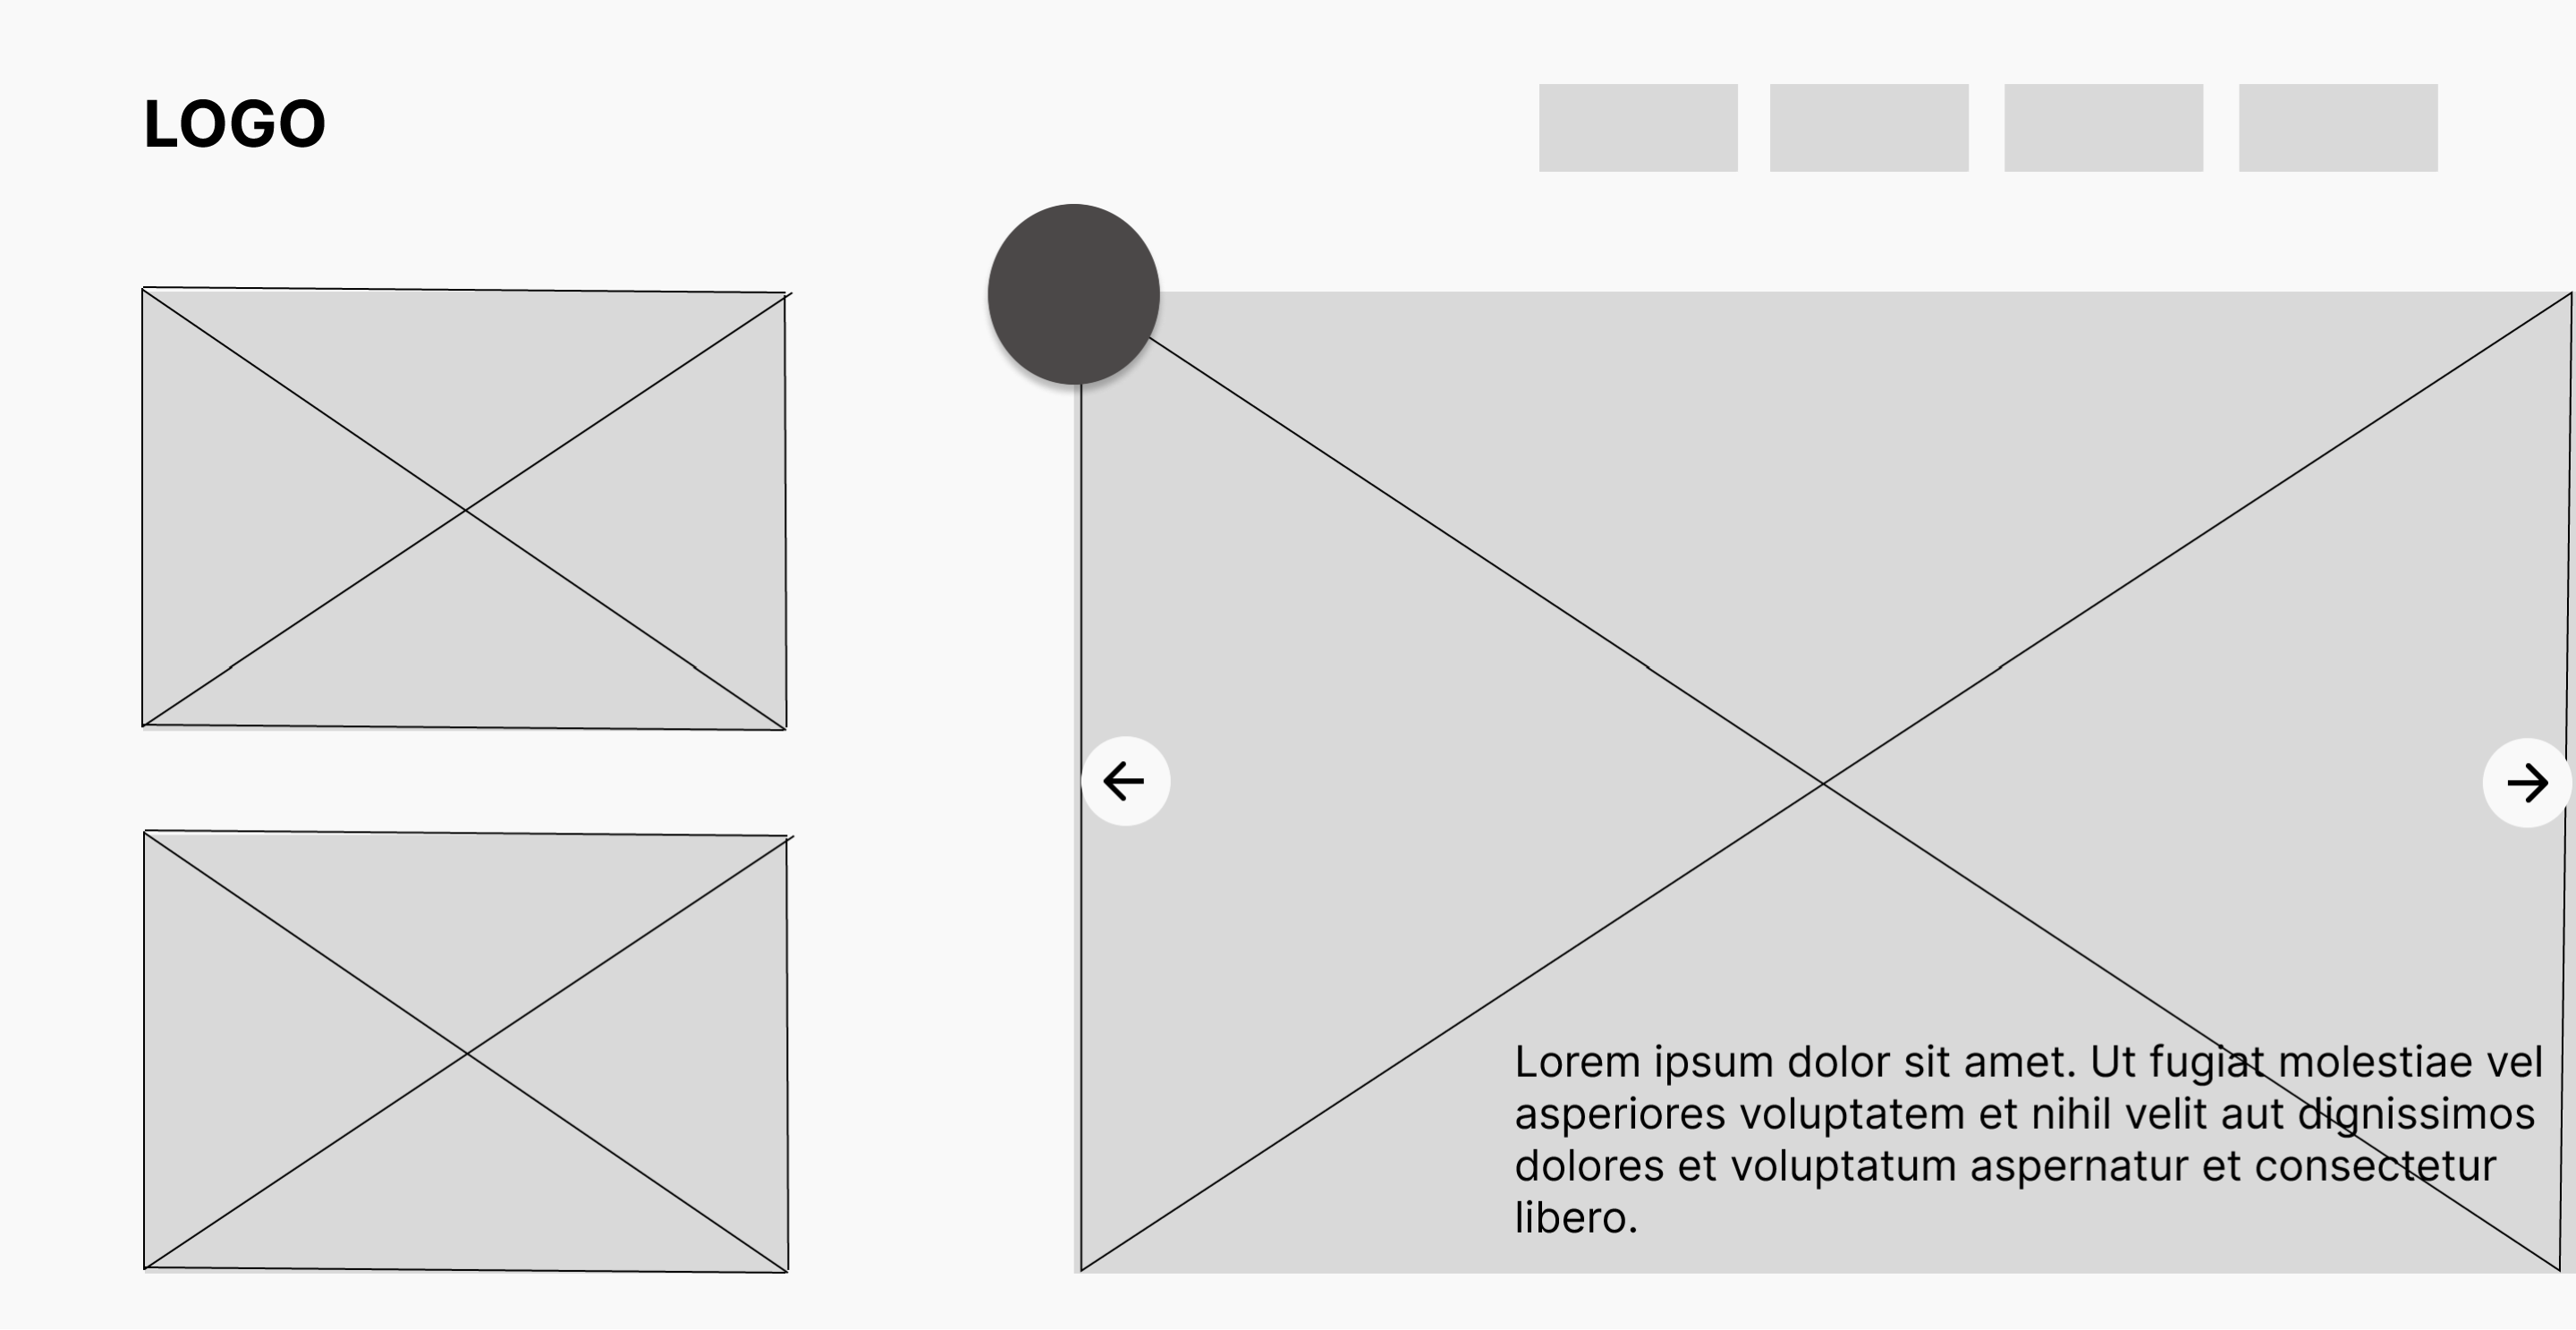 LOGO
Lorem ipsum dolor sit amet. Ut fugiat molestiae vel
asperiores voluptatem et nihil velit aut dignissimos
dolores et voluptatum aspernatur et consectetur
libero.